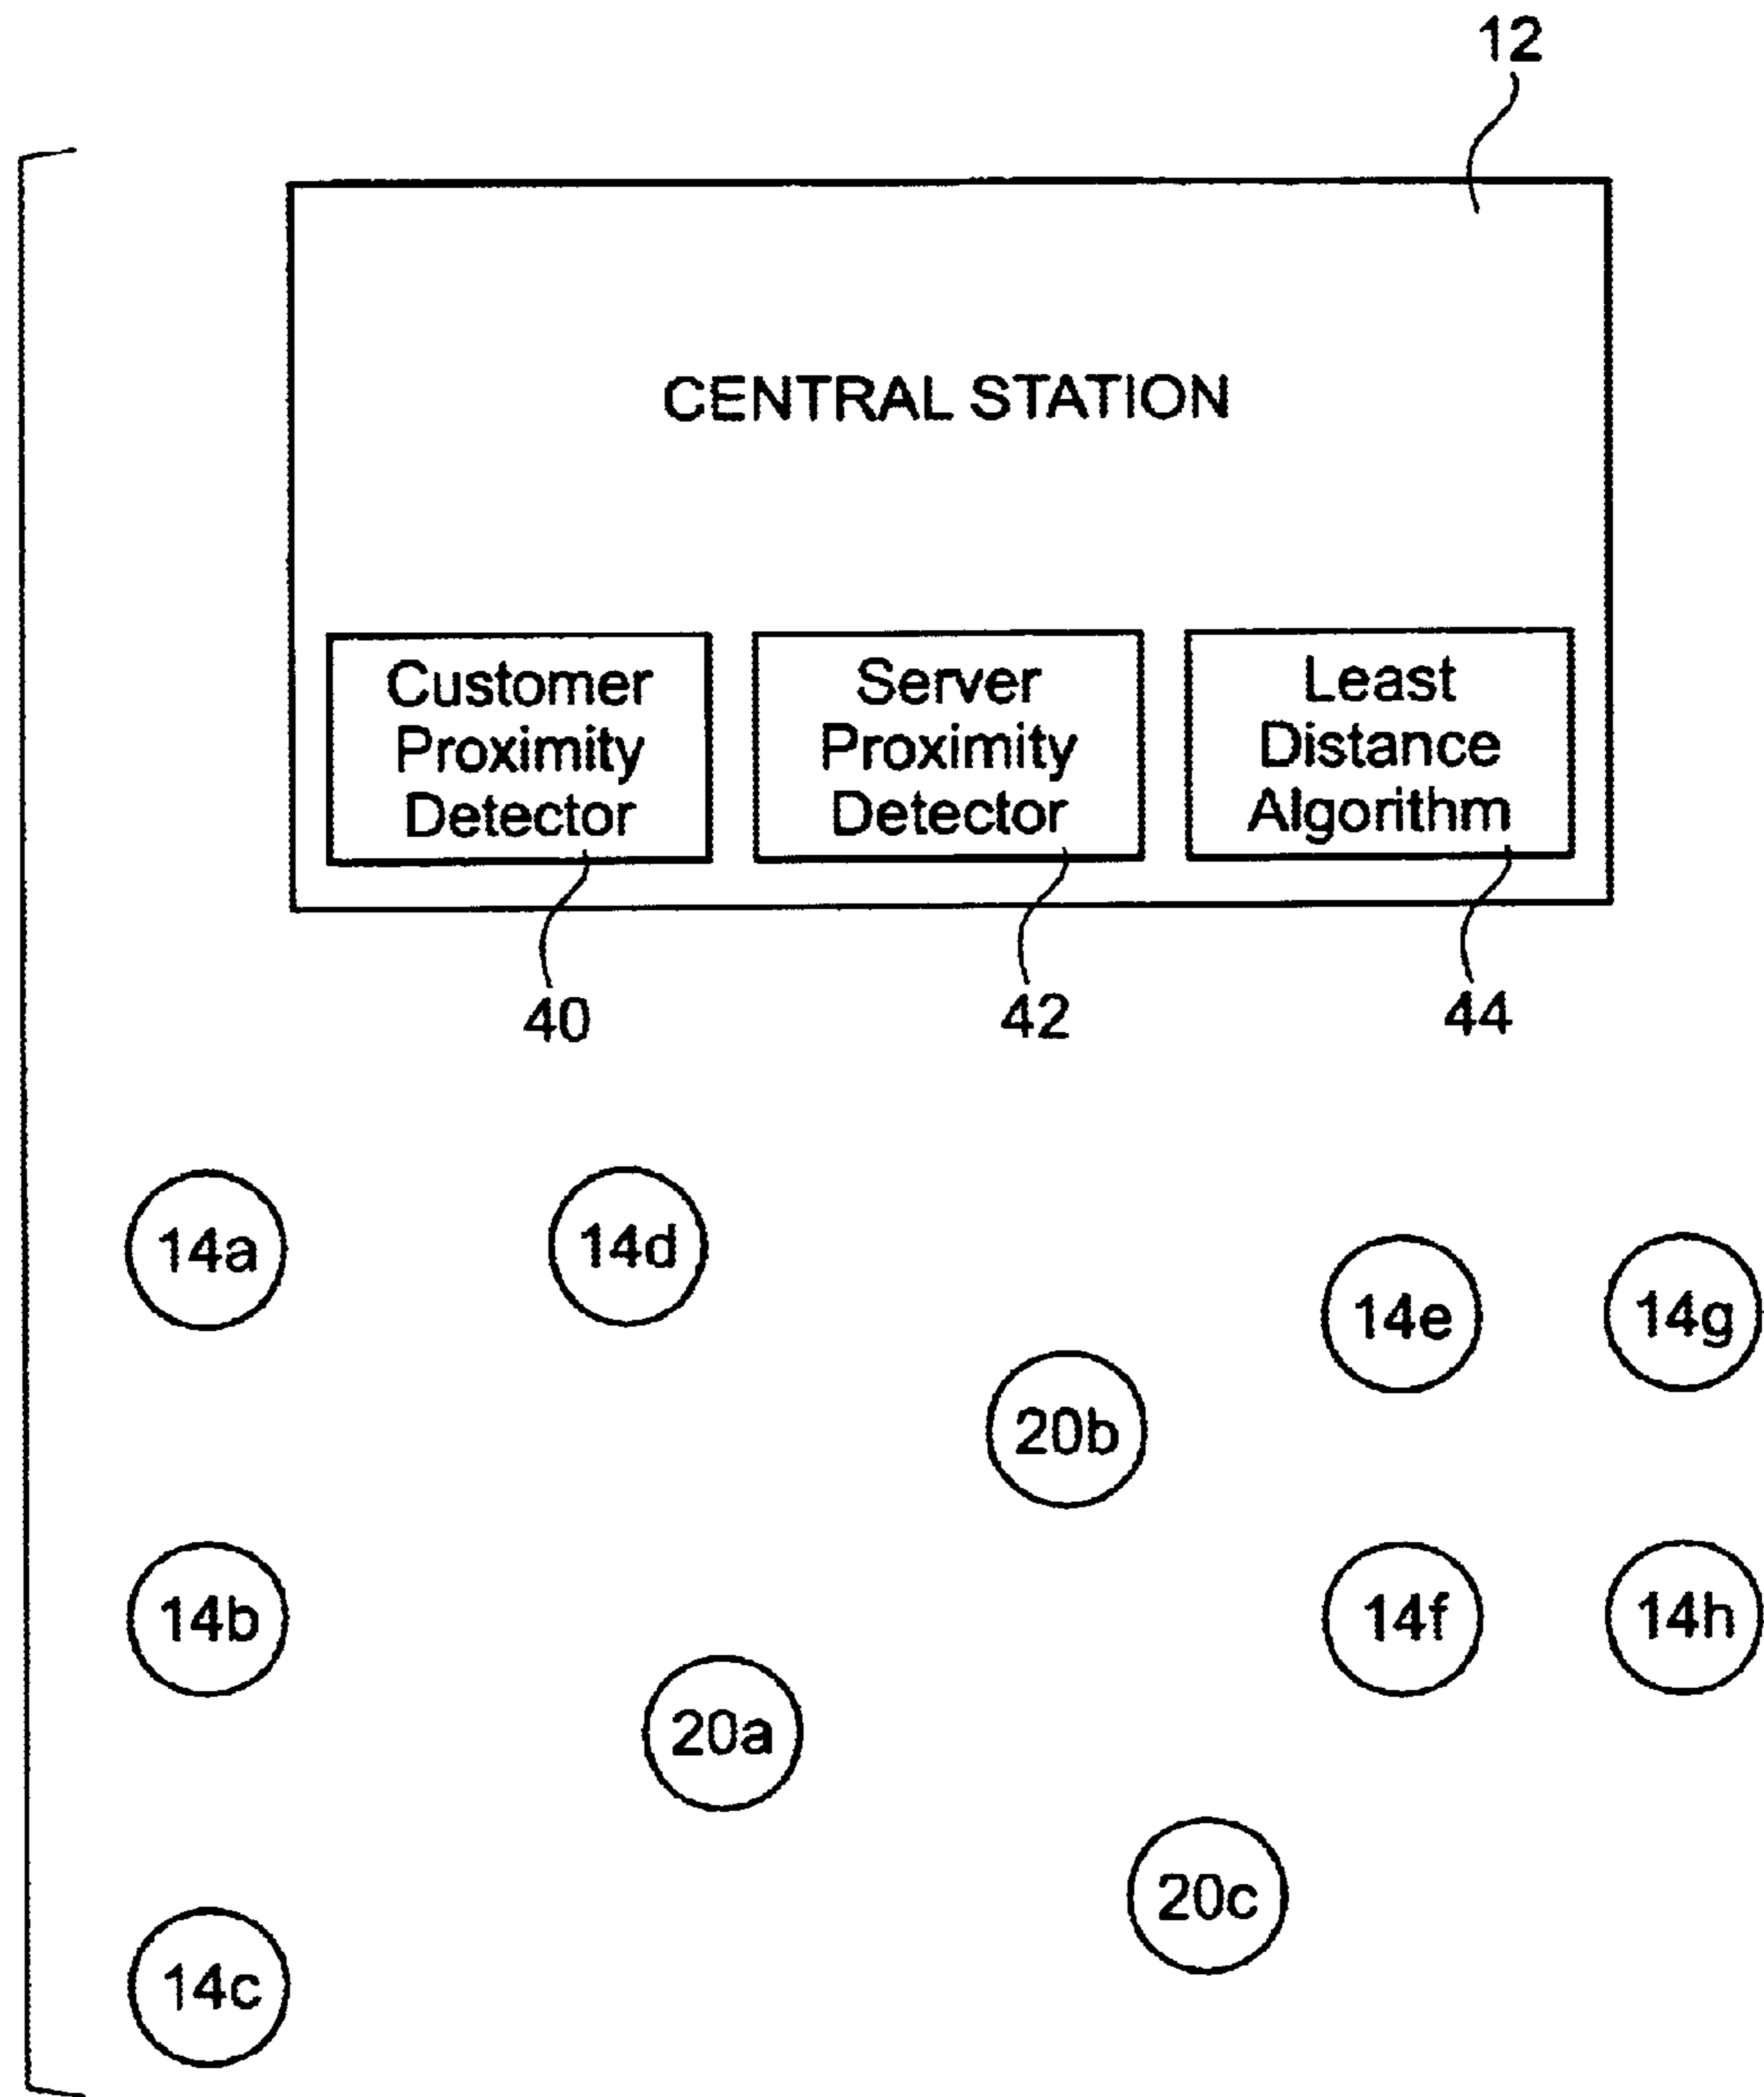 12
CENTRAL STATION
Customer
Proximity
Detector
Server
Proximity
Detector
Least
Distance
Algorithm
40
42
44
14a
14d
14e
14g
20b
14b
14f
14h
20a
20c
14c